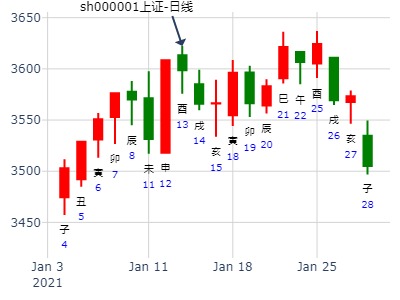 sh000001上证-日线
3650
3600
3550
3500
3450
子
4
丑
5
寅
6
卯
7
辰
8
未
11
申
12
酉
13
戌
14
亥
15
寅
18
卯
19
辰
20
巳
21
午
22
酉
25
戌
26
亥
27
子
28
Jan 3
2021
Jan 11
Jan 18
Jan 25